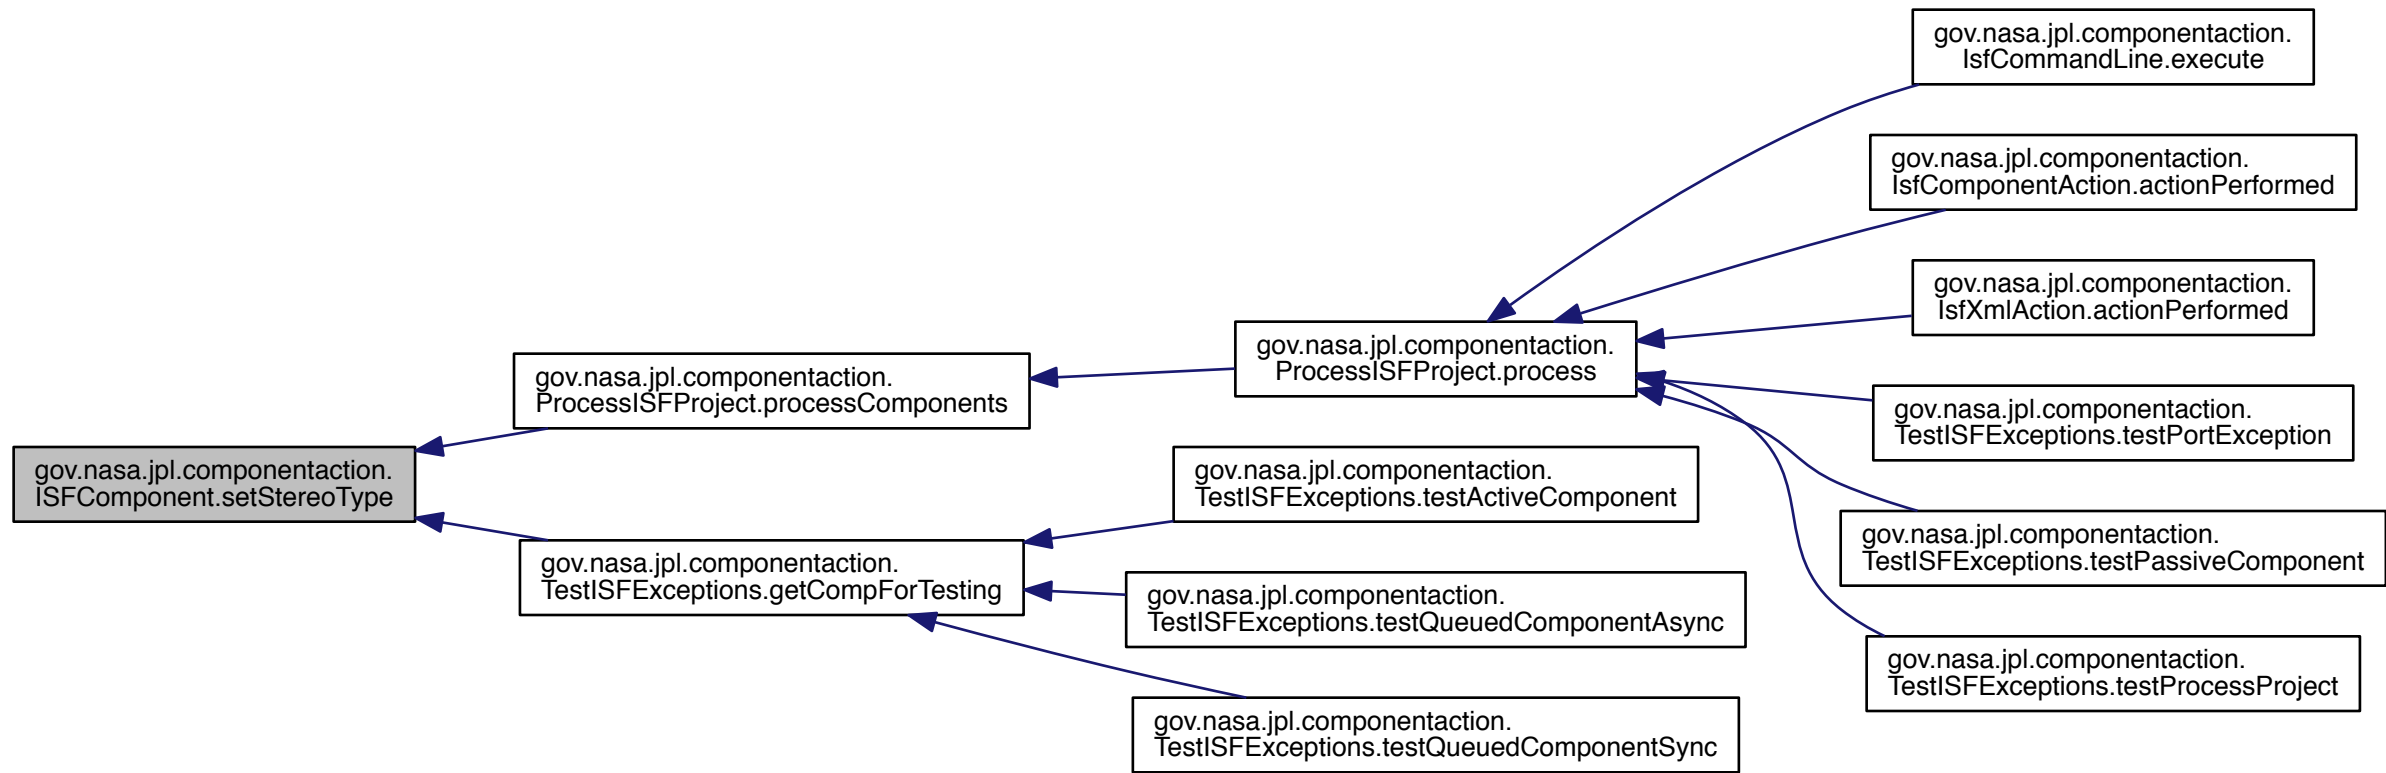 gov.nasa.jpl.componentaction.
ISFComponent.setStereoType
gov.nasa.jpl.componentaction.
ProcessISFProject.processComponents
gov.nasa.jpl.componentaction.
TestISFExceptions.getCompForTesting
gov.nasa.jpl.componentaction.
ProcessISFProject.process
gov.nasa.jpl.componentaction.
TestISFExceptions.testActiveComponent
gov.nasa.jpl.componentaction.
TestISFExceptions.testQueuedComponentAsync
gov.nasa.jpl.componentaction.
TestISFExceptions.testQueuedComponentSync
gov.nasa.jpl.componentaction.
IsfCommandLine.execute
gov.nasa.jpl.componentaction.
IsfComponentAction.actionPerformed
gov.nasa.jpl.componentaction.
IsfXmlAction.actionPerformed
gov.nasa.jpl.componentaction.
TestISFExceptions.testPortException
gov.nasa.jpl.componentaction.
TestISFExceptions.testPassiveComponent
gov.nasa.jpl.componentaction.
TestISFExceptions.testProcessProject